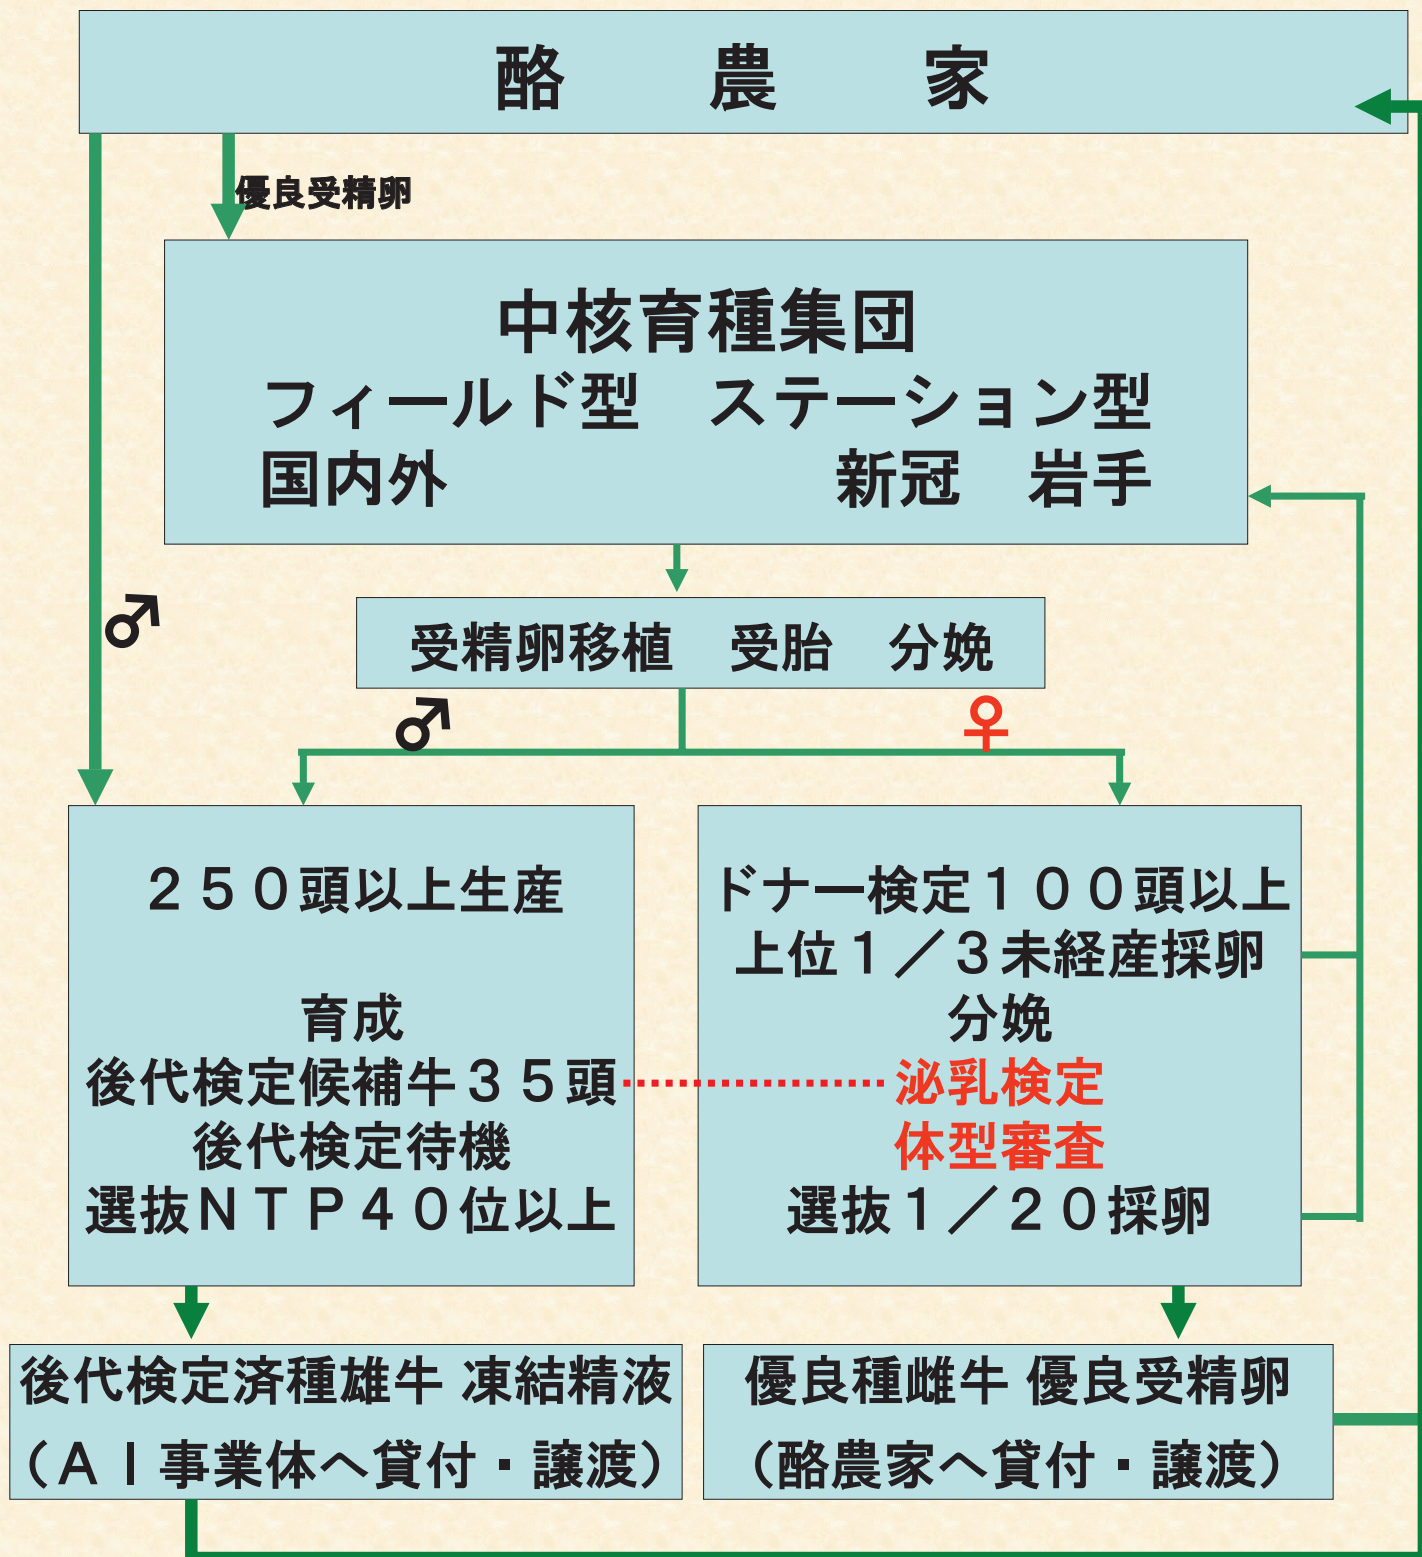 酪　農　家
優良受精卵
中核育種集団
フィールド型　ステーション型
国内外　新冠　岩手
♂
受精卵移植　受胎　分娩
♂　♀
２５０頭以上生産
育成
後代検定候補牛３５頭
後代検定待機
選抜ＮＴＰ４０位以上
ドナー検定１００頭以上
上位１／３未経産採卵
分娩
泌乳検定
体型審査
選抜１／２０採卵
後代検定済種雄牛 凍結精液
（ＡＩ事業体へ貸付・譲渡）
優良種雌牛 優良受精卵
（酪農家へ貸付・譲渡）